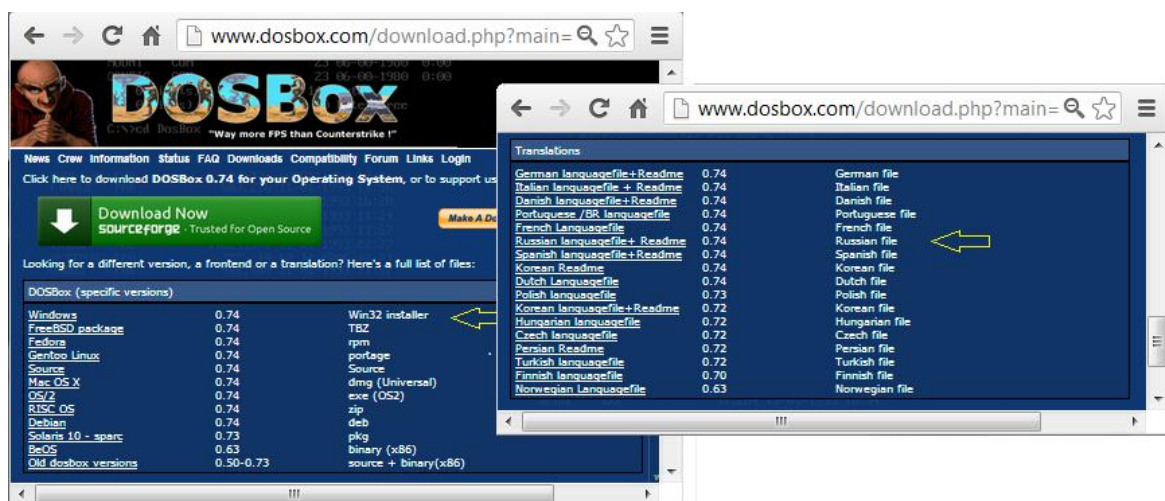 www.dosbox.com/download.php?main=
DOSBox
"Way more FPS than Counterstrike !"
News Crew Information Status FAQ Downloads Compatibility Forum Links Login
Click here to download DOSBox 0.74 for your Operating System, or to support us
Download Now
sourceforge - Trusted for Open Source
Make A Do
Looking for a different version, a frontend or a translation? Here's a full list of files:
DOSBox (specific versions)
Windows 0.74 Win32 installer
FreeBSD package 0.74 TBZ
Fedora 0.74 rpm
Gentoo Linux 0.74 portage
Source 0.74 Source
Mac OS X 0.74 dmg (Universal)
OS/2 0.74 exe (OS2)
RISC OS 0.74 zip
Debian 0.74 deb
Solaris 10 - sparc 0.73 pkg
BeOS 0.63 binary (x86)
Old dosbox versions 0.50-0.73 source + binary(x86)
www.dosbox.com/download.php?main=
Translations
German languagefile+Readme 0.74 German file
Italian languagefile + Readme 0.74 Italian file
Danish languagefile+Readme 0.74 Danish file
Portuguese /BR languagefile 0.74 Portuguese file
French Languagefile 0.74 French file
Russian languagefile+ Readme 0.74 Russian file
Spanish languagefile+Readme 0.74 Spanish file
Korean Readme 0.74 Korean file
Dutch Languagefile 0.74 Dutch file
Polish languagefile 0.73 Polish file
Korean languagefile+Readme 0.72 Korean file
Hungarian languagefile 0.72 Hungarian file
Czech languagefile 0.72 Czech file
Persian Readme 0.72 Persian file
Turkish languagefile 0.72 Turkish file
Finnish languagefile 0.70 Finnish file
Norwegian Languagefile 0.63 Norwegian file